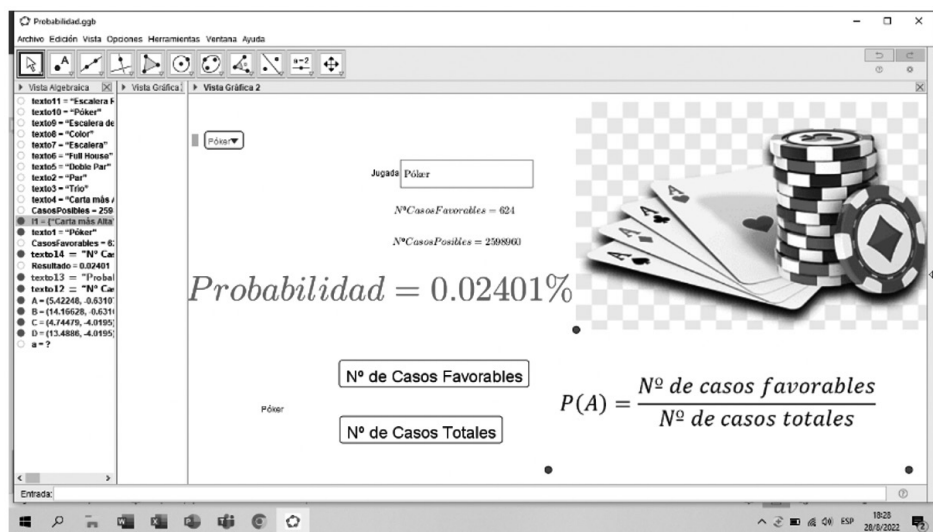 Probabilidad.ggb
Archivo Edición Vista Opciones Herramientas Ventana Ayuda
A
a=2
Vista Algebraica
Vista Gráfica
Vista Gráfica 2
texto11 = "Escalera
texto10 = "Póker"
texto9 = "Escalera de
texto8 = "Color"
texto7 = "Escalera"
texto6 = "Full House"
texto5 = "Doble Par"
texto2 = "Par"
texto3 = "Trio"
texto4 = "Carta más
CasosPosibles = 259
l1 = {"Carta más Alta"
texto1 = "Póker"
CasosFavorables =
texto14 = "Nº Ca
Resultado = 0.02401
texto13 = "Probal
texto12 = "Nº Ca
A = (5.42248, -0.6310
B = (14.16628, -0.631
C = (4.74479, -4.0195
D = (13.4886, -4.0195
a = ?
Póker
Jugada Póker
NºCasosFavorables = 624
NºCasosPosibles = 2598960
Probabilidad = 0.02401%
Nº de Casos Favorables
Póker
Nº de Casos Totales
P(A) = Nº de casos favorables
Nº de casos totales
A
A
A
A
Entrada:
ESP
18:28
28/8/2022
2